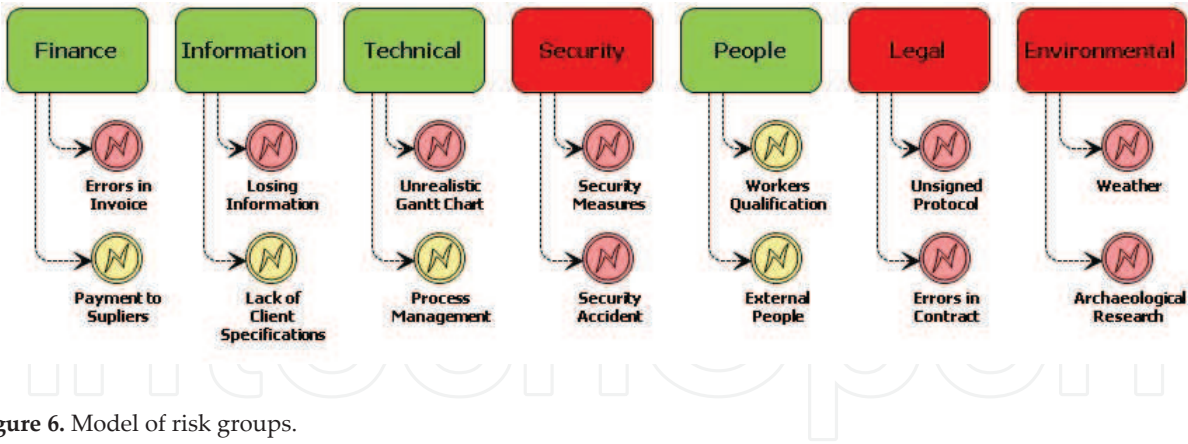 Finance
Information
Technical
Security
People
Legal
Environmental
Errors in
Invoice
Losing
Information
Unrealistic
Gantt Chart
Security
Measures
Workers
Qualification
Unsigned
Protocol
Weather
Payment to
Supliers
Lack of
Client
Specifications
Process
Management
Security
Accident
External
People
Errors in
Contract
Archaeological
Research
IntechOpen
gure 6. Model of risk groups.